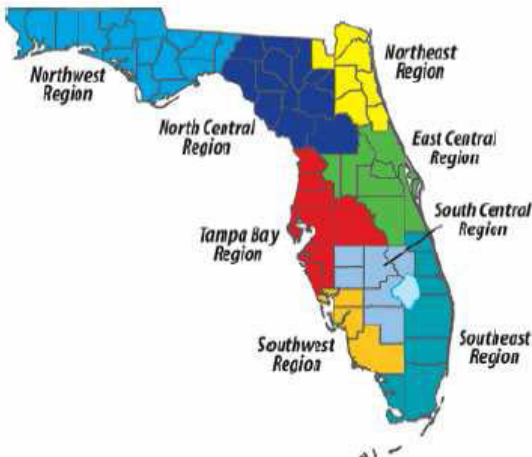 Northwest
Region
Northeast
Region
North Central
Region
East Central
Region
South Central
Region
Tampa Bay
Region
Southwest
Region
Southeast
Region